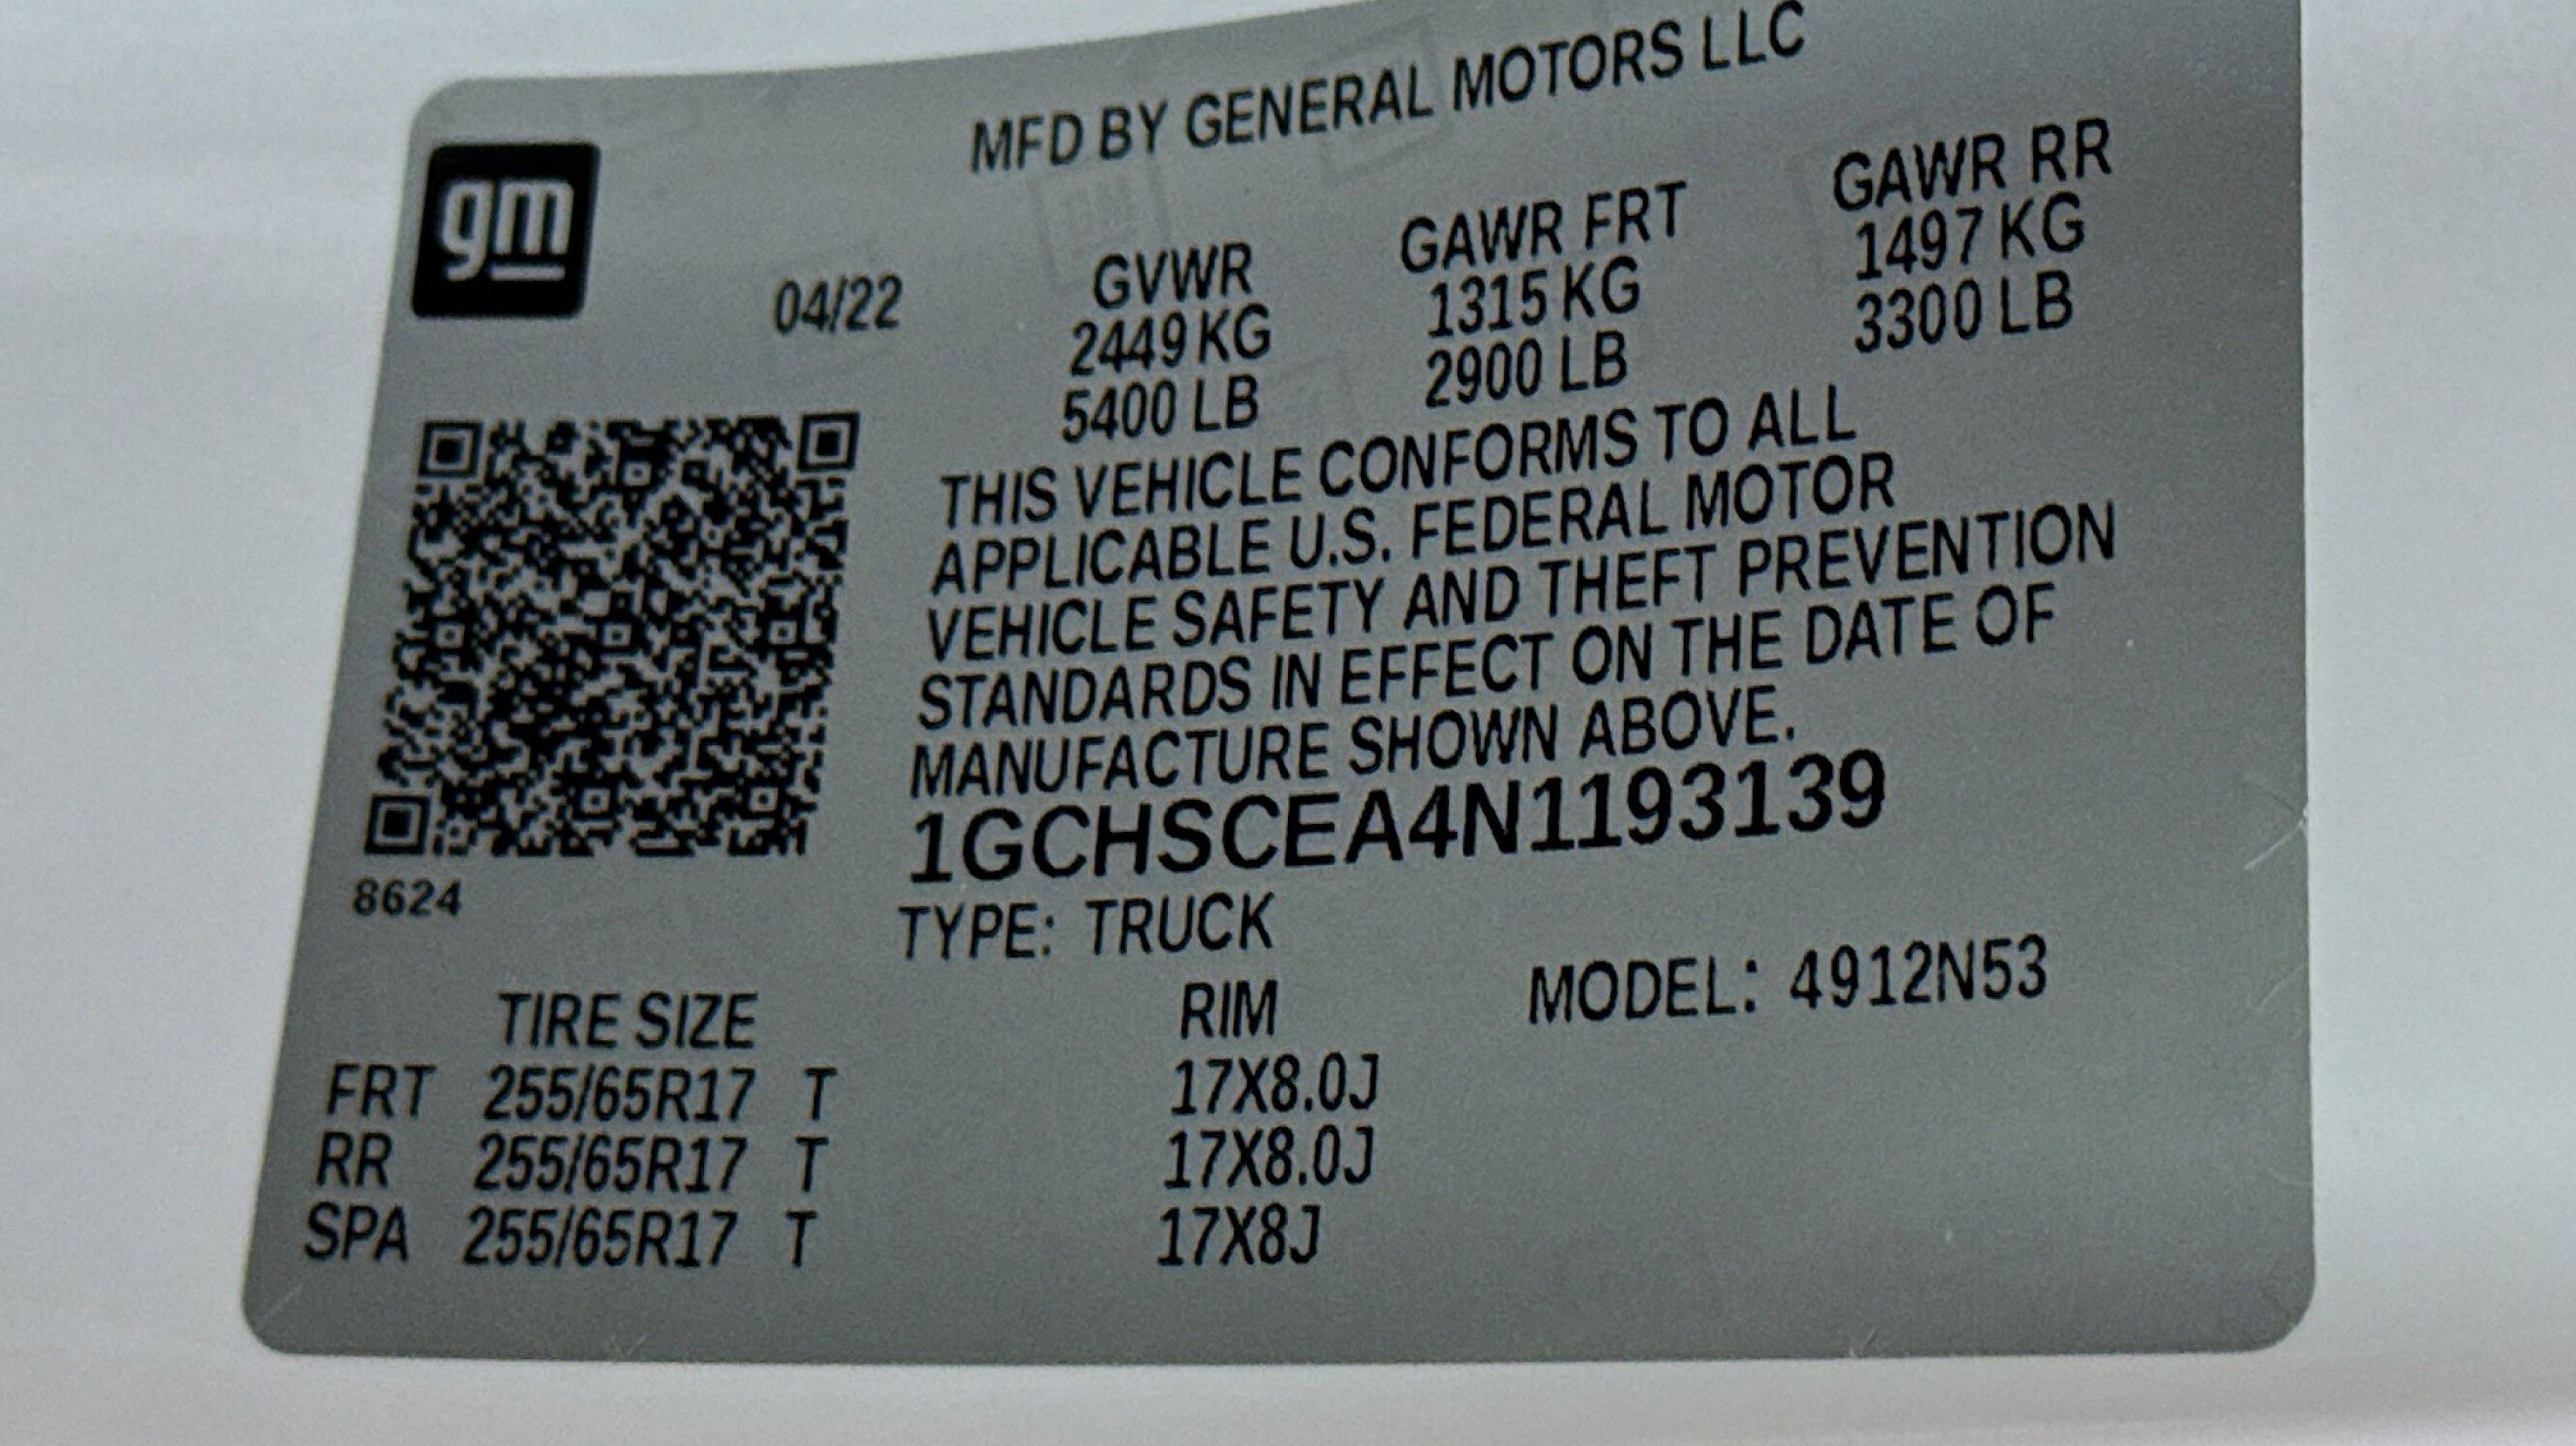 MFD BY GENERAL MOTORS LLC
gm
04/22
GVWR GAWR FRT GAWR RR
2449 KG 1315 KG 1497 KG
5400 LB 2900 LB 3300 LB
THIS VEHICLE CONFORMS TO ALL
APPLICABLE U.S. FEDERAL MOTOR
VEHICLE SAFETY AND THEFT PREVENTION
STANDARDS IN EFFECT ON THE DATE OF
MANUFACTURE SHOWN ABOVE.
1GCHSCEA4N1193139
8624
TYPE: TRUCK
MODEL: 4912N53
TIRE SIZE RIM
FRT 255/65R17 T 17X8.0J
RR 255/65R17 T 17X8.0J
SPA 255/65R17 T 17X8J